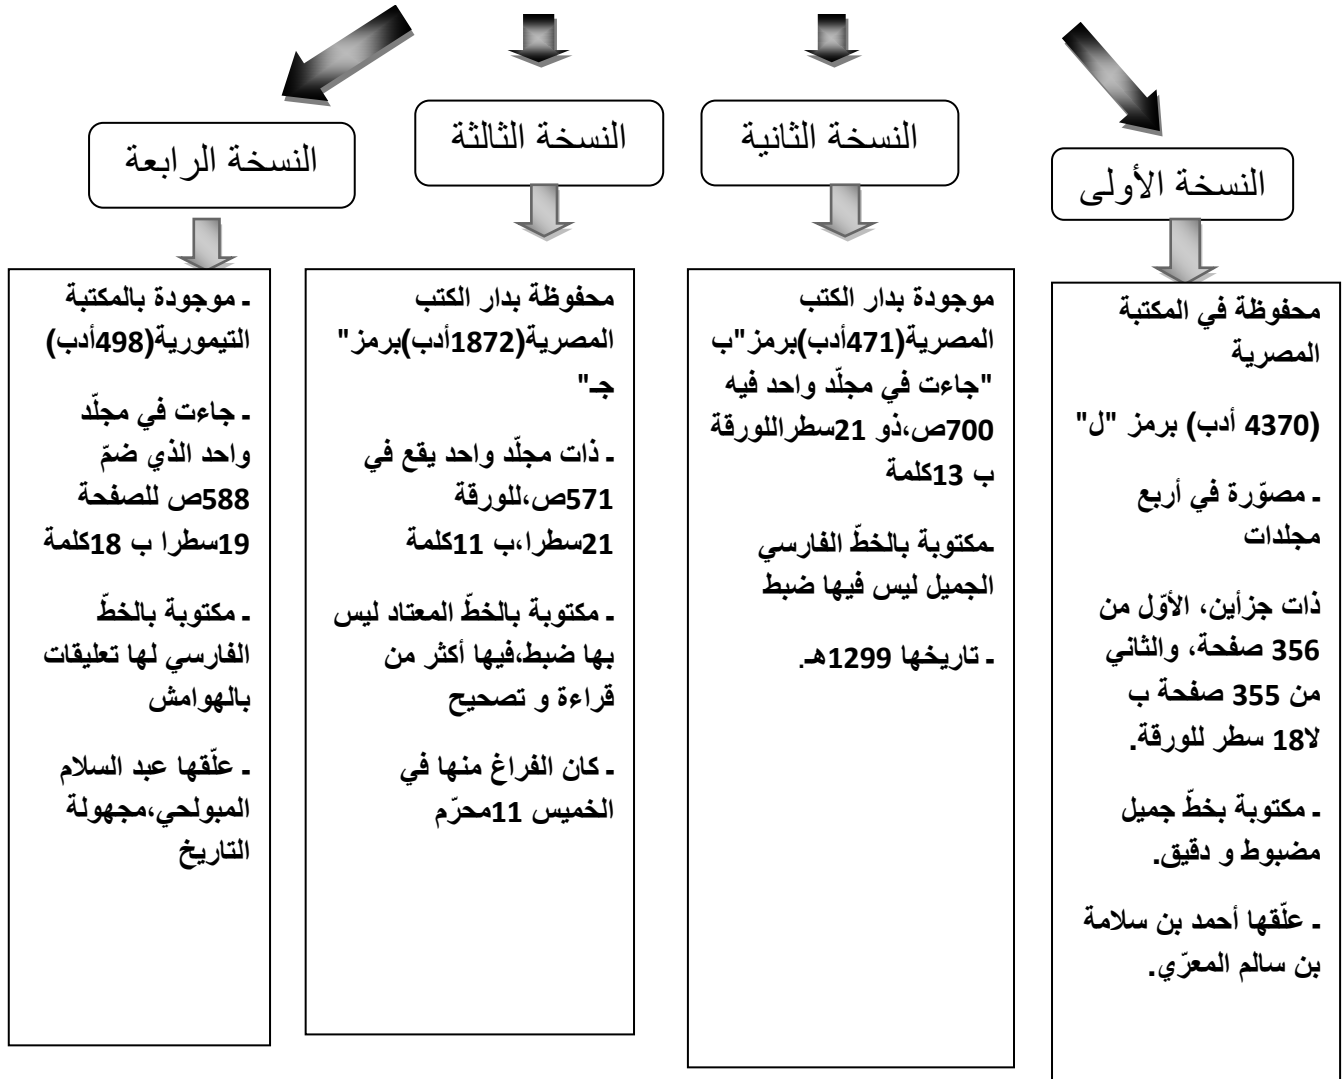 النسخة الأولى
محفوظة في المكتبة
المصرية
(4370 أدب) برمز "ل"
ـ مصوّرة في أربع
مجلدات
ذات جزأين، الأوّل من
356 صفحة، والثاني
من 355 صفحة ب
لا18 سطر للورقة.
ـ مكتوبة بخطّ جميل
مضبوط و دقيق.
ـ علّقها أحمد بن سلامة
بن سالم المعرّي.
النسخة الثانية
موجودة بدار الكتب
المصرية(471أدب)برمز"ب
"جاءت في مجلّد واحد فيه
700ص،ذو 21سطراللورقة
ب 13كلمة
ـمكتوبة بالخطّ الفارسي
الجميل ليس فيها ضبط
ـ تاريخها 1299هـ.
النسخة الثالثة
محفوظة بدار الكتب
المصرية(1872أدب)برمز"
جـ"
ـ ذات مجلّد واحد يقع في
571ص،للورقة
21سطرا،ب 11كلمة
ـ مكتوبة بالخطّ المعتاد ليس
بها ضبط،فيها أكثر من
قراءة و تصحيح
ـ كان الفراغ منها في
الخميس 11محرّم
النسخة الرابعة
ـ موجودة بالمكتبة
التيمورية(498أدب)
ـ جاءت في مجلّد
واحد الذي ضمّ
588ص للصفحة
19سطرا ب 18كلمة
ـ مكتوبة بالخطّ
الفارسي لها تعليقات
بالهوامش
ـ علّقها عبد السلام
المبولحي،مجهولة
التاريخ